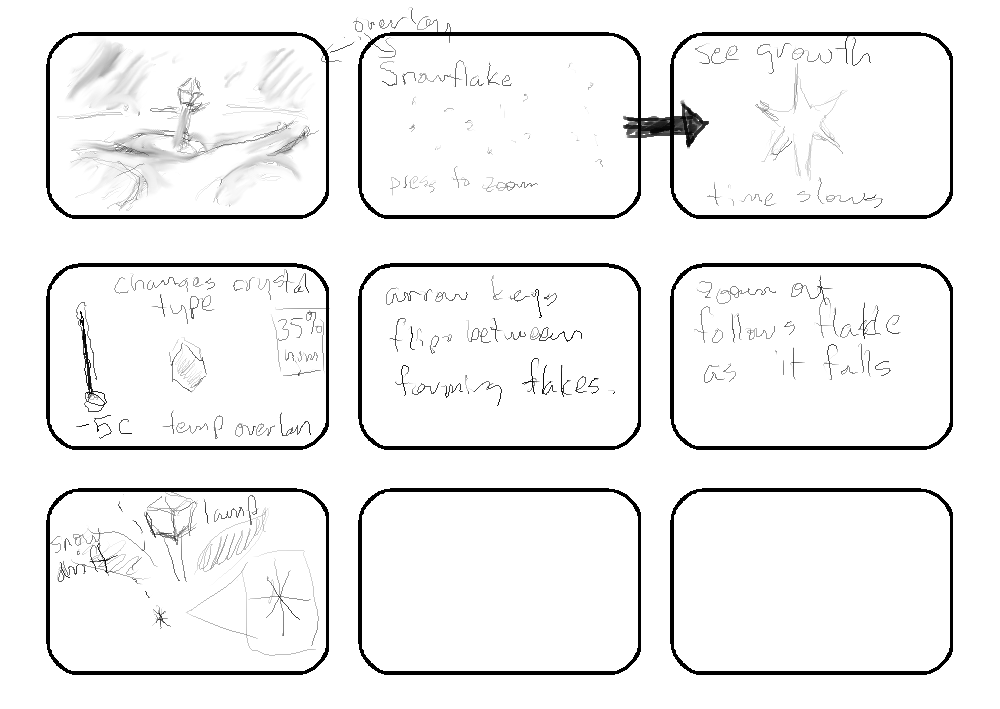 overlay
Snowflake
press to zoom
see growth
time slows
changes crystal
type
35%
hum
-5c temp overlay
arrow keys
flip between
forming flakes.
zoom out,
follows flake
as it falls
lamp
snow
drift